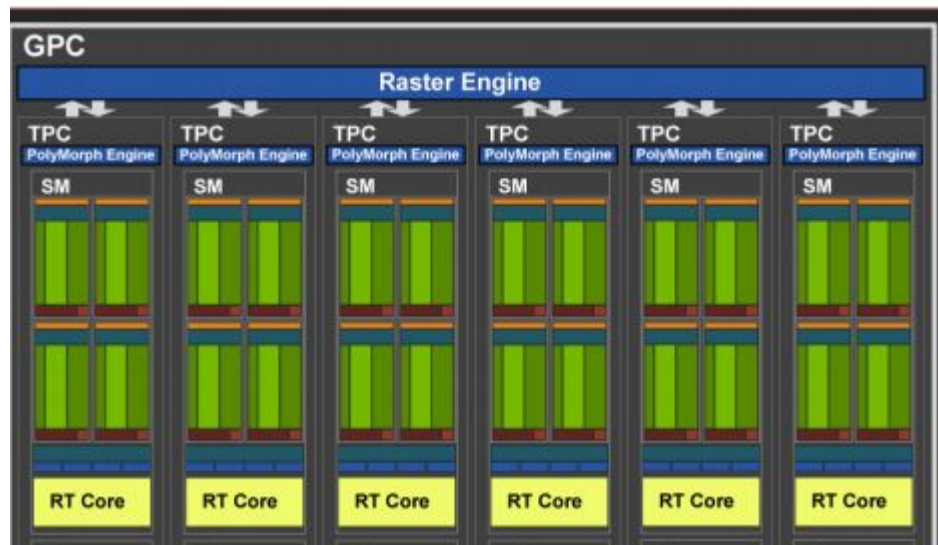 GPC
Raster Engine
TPC TPC TPC TPC TPC TPC
PolyMorph Engine PolyMorph Engine PolyMorph Engine PolyMorph Engine PolyMorph Engine PolyMorph Engine
SM SM SM SM SM SM
RT Core RT Core RT Core RT Core RT Core RT Core